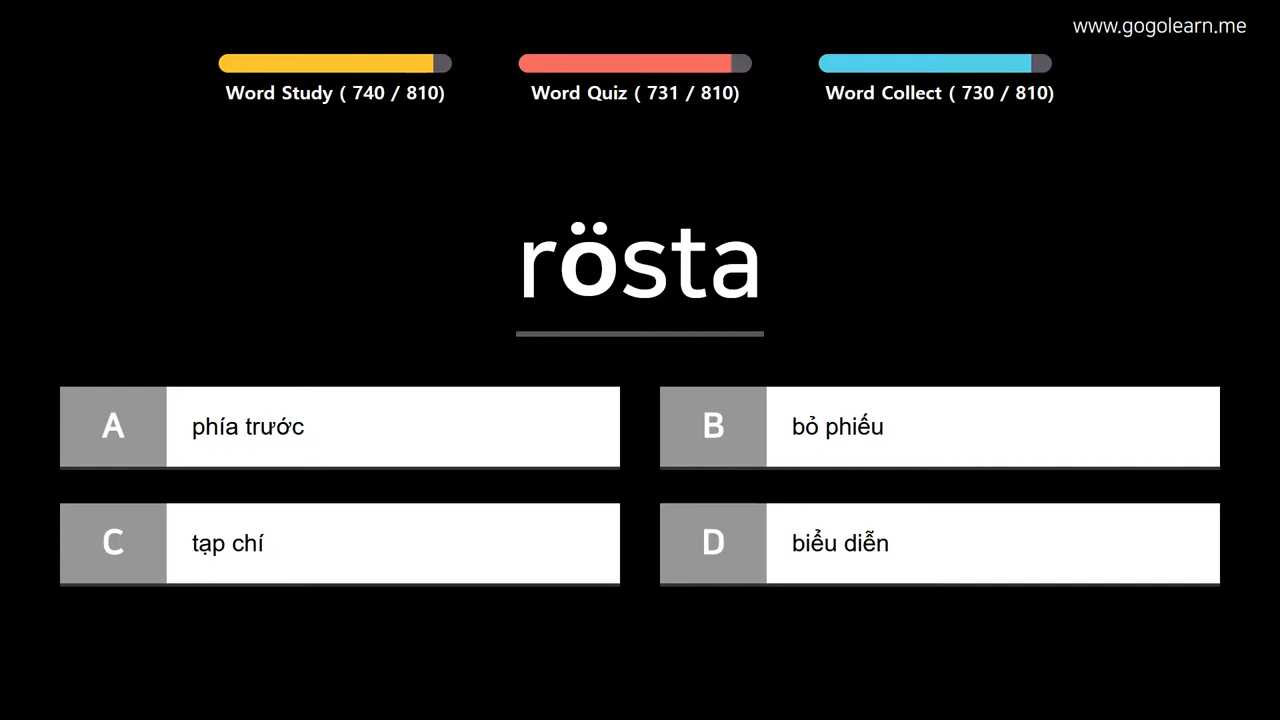 www.gogolearn.me
Word Study ( 740 / 810)
Word Quiz ( 731 / 810)
Word Collect ( 730 / 810)
rösta
A phía trước
B bỏ phiếu
C tạp chí
D biểu diễn